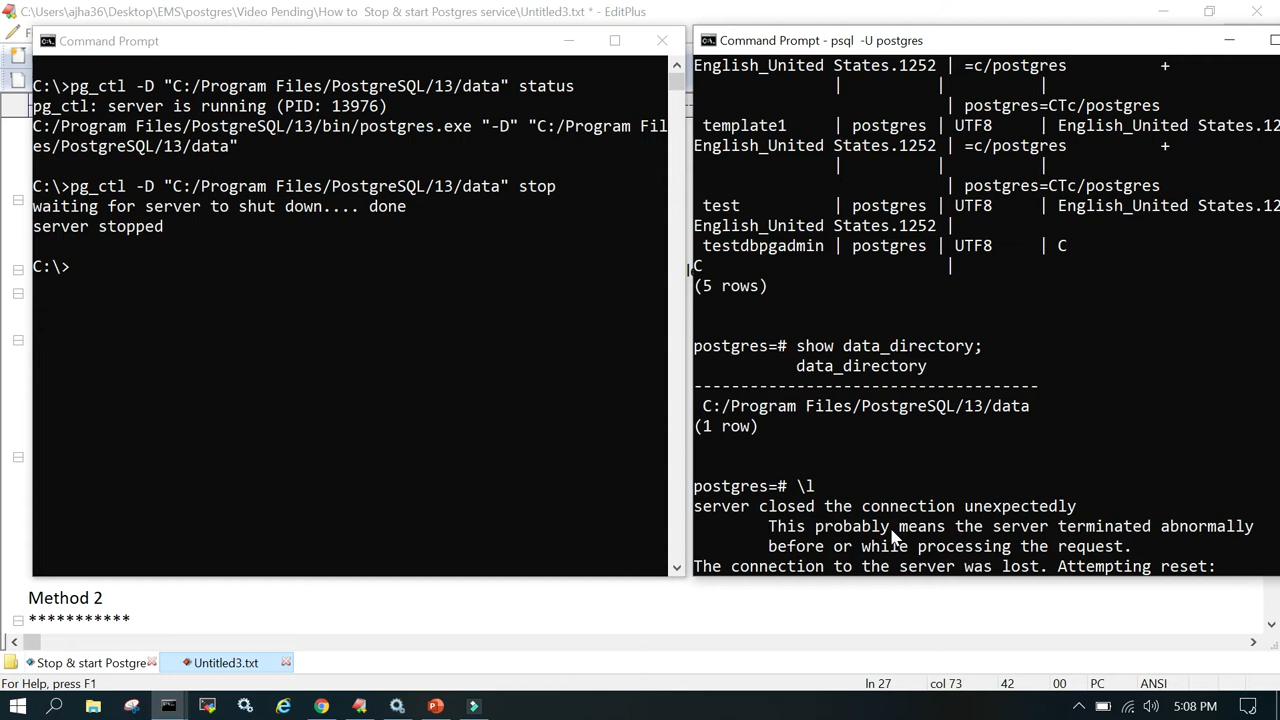 C:\Users\ajha36\Desktop\EMS\postgres\Video Pending\How to  Stop & start Postgres service\Untitled3.txt * - EditPlus
Command Prompt
C:\>pg_ctl -D "C:/Program Files/PostgreSQL/13/data" status
pg_ctl: server is running (PID: 13976)
C:/Program Files/PostgreSQL/13/bin/postgres.exe "-D" "C:/Program Fil
es/PostgreSQL/13/data"
C:\>pg_ctl -D "C:/Program Files/PostgreSQL/13/data" stop
waiting for server to shut down.... done
server stopped
C:\>
Command Prompt - psql  -U postgres
English_United States.1252 | =c/postgres          +
|          |
| postgres=CTc/postgres
template1     | postgres | UTF8     | English_United States.12
English_United States.1252 | =c/postgres          +
|          |
| postgres=CTc/postgres
test          | postgres | UTF8     | English_United States.12
English_United States.1252 |
testdbpgadmin | postgres | UTF8     | C
C                          |
(5 rows)
postgres=# show data_directory;
data_directory
-------------------------------------
C:/Program Files/PostgreSQL/13/data
(1 row)
postgres=# \l
server closed the connection unexpectedly
This probably means the server terminated abnormally
before or while processing the request.
The connection to the server was lost. Attempting reset:
Method 2
***********
Stop & start Postgre
Untitled3.txt
For Help, press F1
ln 27
col 73
42
00
PC
ANSI
5:08 PM